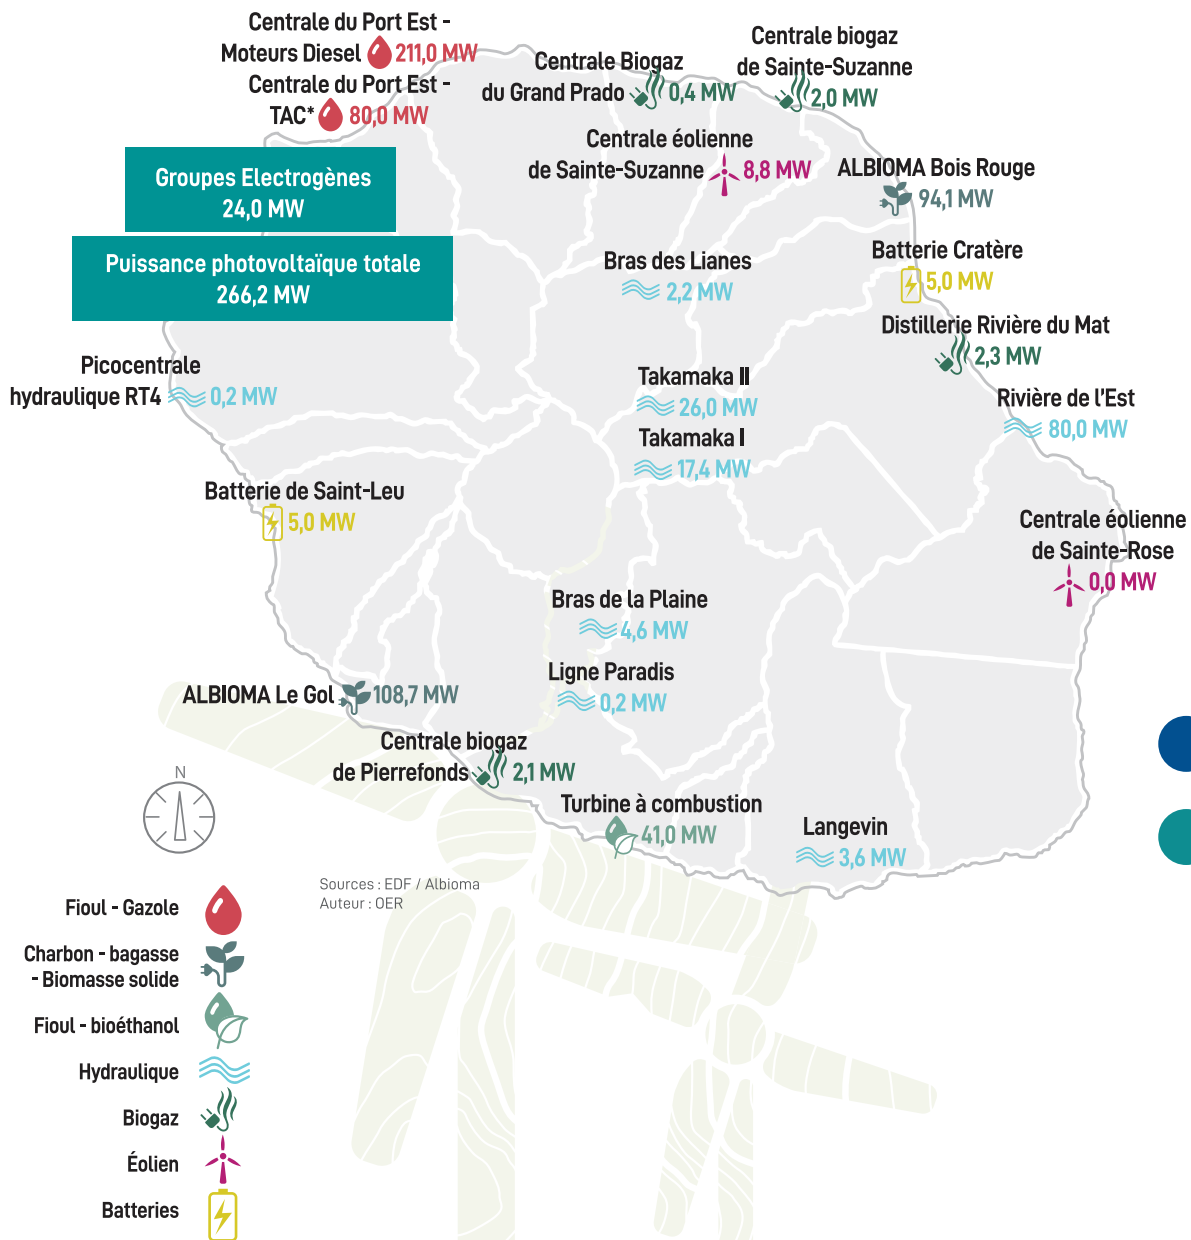 Centrale du Port Est -
Moteurs Diesel 211,0 MW
Centrale du Port Est -
TAC* 80,0 MW
Centrale Biogaz
du Grand Prado 0,4 MW
Centrale biogaz
de Sainte-Suzanne
2,0 MW
Centrale éolienne
de Sainte-Suzanne 8,8 MW
ALBIOMA Bois Rouge
94,1 MW
Groupes Electrogènes
24,0 MW
Puissance photovoltaïque totale
266,2 MW
Bras des Lianes
2,2 MW
Batterie Cratère
5,0 MW
Distillerie Rivière du Mat
2,3 MW
Picocentrale
hydraulique RT4 0,2 MW
Takamaka II
26,0 MW
Rivière de l'Est
80,0 MW
Takamaka I
17,4 MW
Batterie de Saint-Leu
5,0 MW
Centrale éolienne
de Sainte-Rose
0,0 MW
Bras de la Plaine
4,6 MW
Ligne Paradis
0,2 MW
ALBIOMA Le Gol 108,7 MW
Centrale biogaz
de Pierrefonds 2,1 MW
Turbine à combustion
41,0 MW
Langevin
3,6 MW
N
Sources : EDF / Albioma
Auteur : OER
Fioul - Gazole
Charbon - bagasse
- Biomasse solide
Fioul - bioéthanol
Hydraulique
Biogaz
Éolien
Batteries